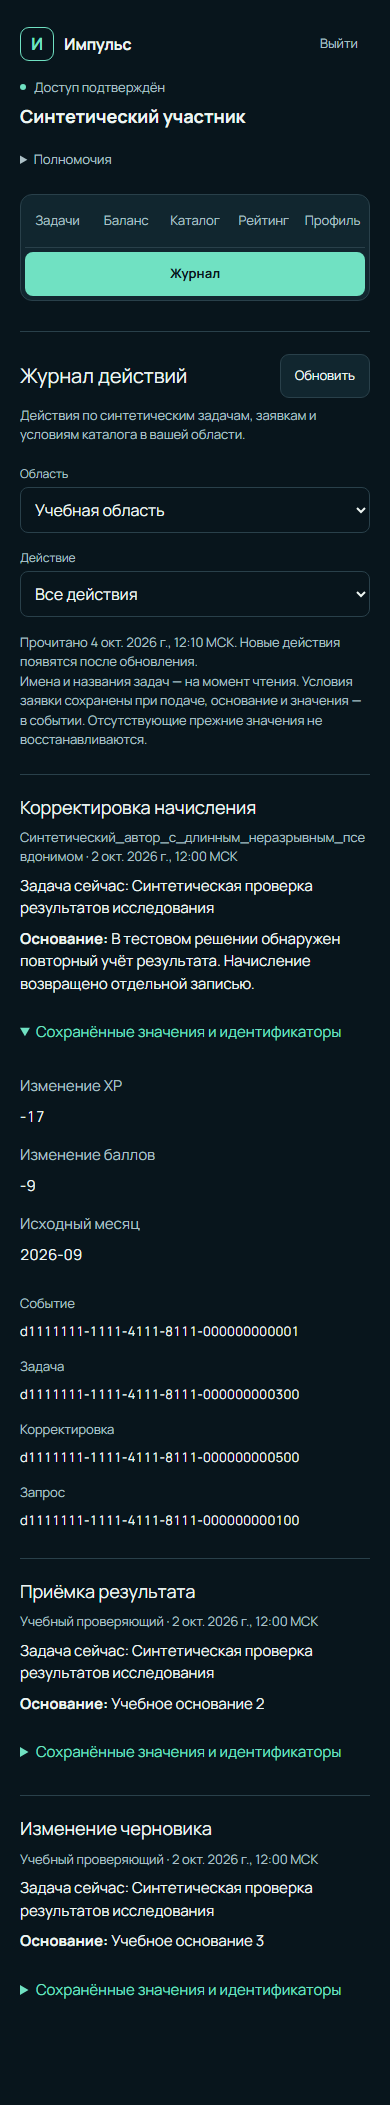 И Импульс Выйти
Доступ подтверждён
Синтетический участник
Полномочия
Задачи Баланс Каталог Рейтинг Профиль
Журнал
Журнал действий Обновить
Действия по синтетическим задачам, заявкам и
условиям каталога в вашей области.
Область
Учебная область
Действие
Все действия
Прочитано 4 окт. 2026 г., 12:10 МСК. Новые действия
появятся после обновления.
Имена и названия задач — на момент чтения. Условия
заявки сохранены при подаче, основание и значения —
в событии. Отсутствующие прежние значения не
восстанавливаются.
Корректировка начисления
Синтетический_автор_с_длинным_неразрывным_псе
вдонимом · 2 окт. 2026 г., 12:00 МСК
Задача сейчас: Синтетическая проверка
результатов исследования
Основание: В тестовом решении обнаружен
повторный учёт результата. Начисление
возвращено отдельной записью.
Сохранённые значения и идентификаторы
Изменение XP
-17
Изменение баллов
-9
Исходный месяц
2026-09
Событие
d1111111-1111-4111-8111-000000000001
Задача
d1111111-1111-4111-8111-000000000300
Корректировка
d1111111-1111-4111-8111-000000000500
Запрос
d1111111-1111-4111-8111-000000000100
Приёмка результата
Учебный проверяющий · 2 окт. 2026 г., 12:00 МСК
Задача сейчас: Синтетическая проверка
результатов исследования
Основание: Учебное основание 2
Сохранённые значения и идентификаторы
Изменение черновика
Учебный проверяющий · 2 окт. 2026 г., 12:00 МСК
Задача сейчас: Синтетическая проверка
результатов исследования
Основание: Учебное основание 3
Сохранённые значения и идентификаторы